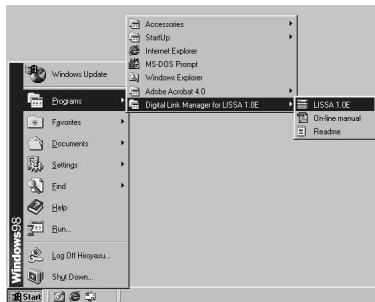 Accessories
StartUp
Internet Explorer
MS-DOS Prompt
Windows Explorer
Adobe Acrobat 4.0
Digital Link Manager for LISSA 1.0E
LISSA 1.0E
On-line manual
Readme
Windows Update
Programs
Favorites
Documents
Settings
Find
Help
Run...
Log Off Hiroyasu...
Shut Down...
Windows98
Start